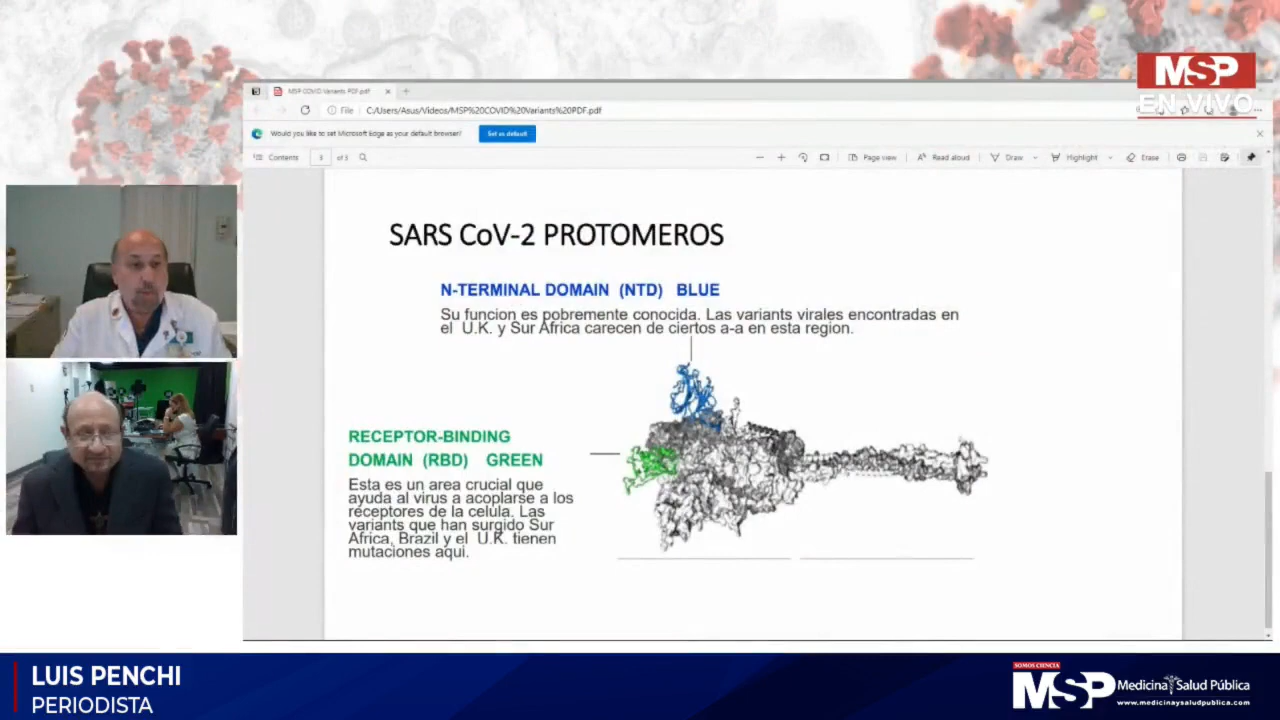 MSP
EN VIVO
MSP COVID Variants PDF.pdf
File C:/Users/Asus/Videos/MSP%20COVID%20Variants%20PDF.pdf
Would you like to set Microsoft Edge as your default browser? Set as default
Contents of 3 Page view Read aloud Draw Highlight Erase
SARS CoV-2 PROTOMEROS
N-TERMINAL DOMAIN (NTD) BLUE
Su funcion es pobremente conocida. Las variants virales encontradas en
el U.K. y Sur Africa carecen de ciertos a-a en esta region.
RECEPTOR-BINDING
DOMAIN (RBD) GREEN
Esta es un area crucial que
ayuda al virus a acoplarse a los
receptores de la celula. Las
variants que han surgido Sur
Africa, Brazil y el U.K. tienen
mutaciones aqui.
LUIS PENCHI
PERIODISTA
SOMOS CIENCIA
MSP Medicina Salud Pública
www.medicinaysaludpublica.com